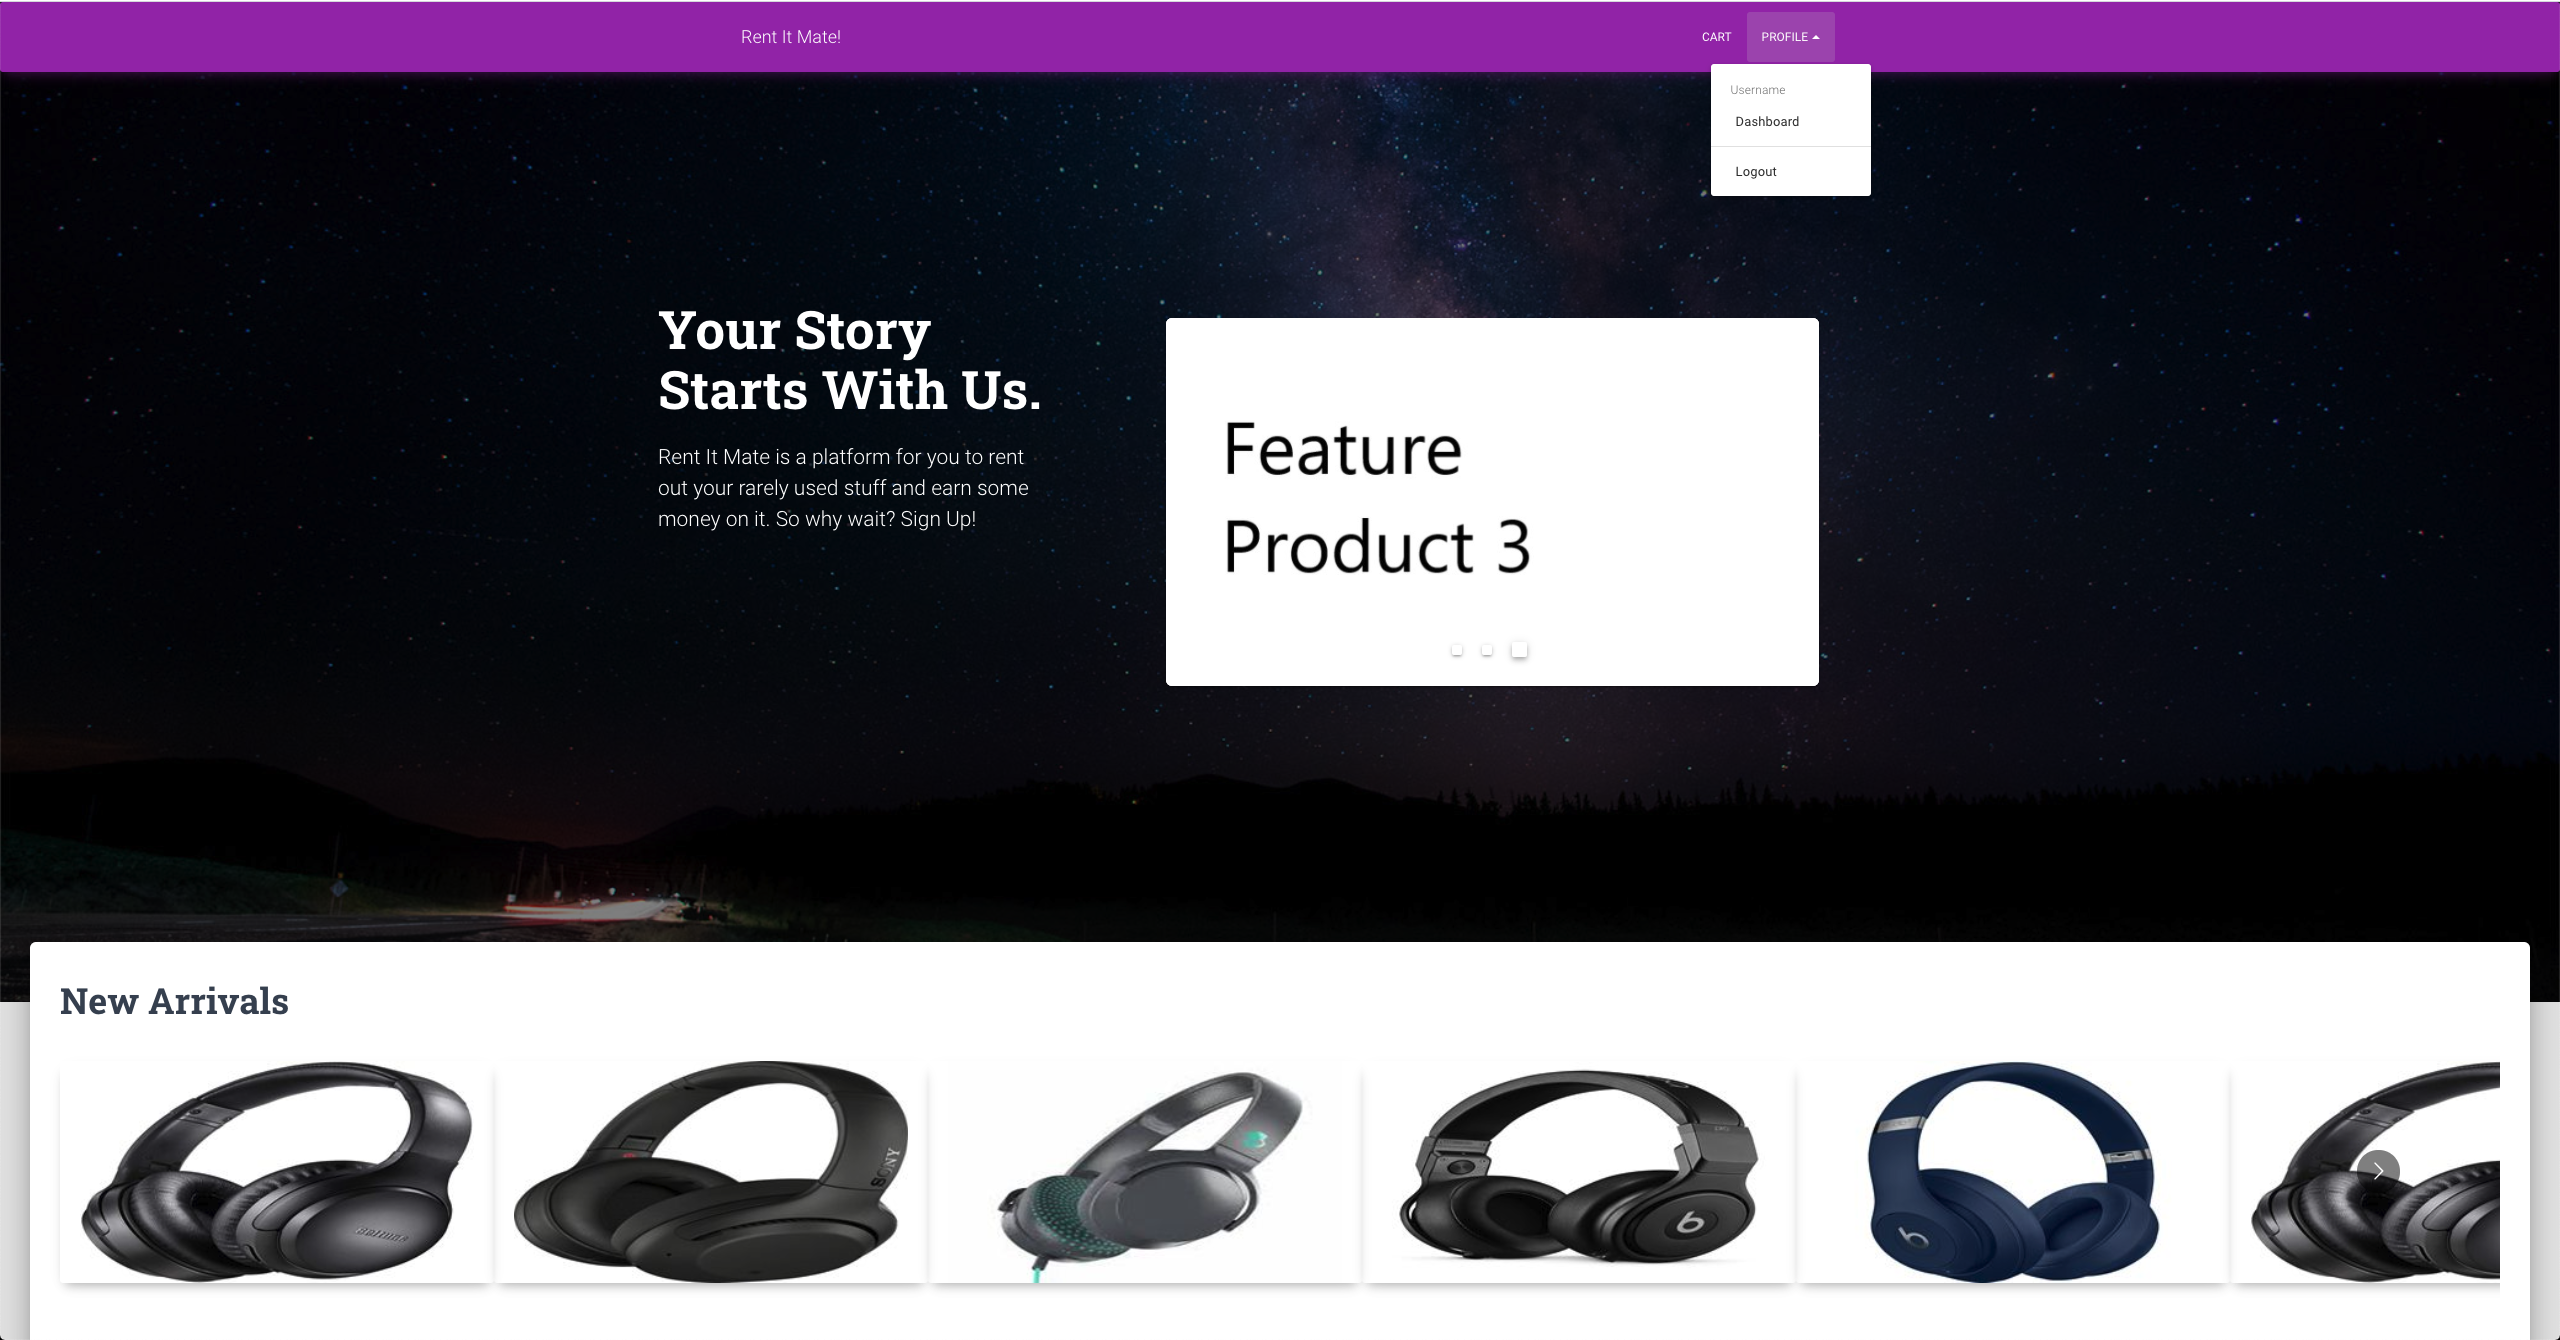 Rent It Mate!
CART
PROFILE
Username
Dashboard
Logout
Your Story
Starts With Us.
Rent It Mate is a platform for you to rent
out your rarely used stuff and earn some
money on it. So why wait? Sign Up!
Feature
Product 3
New Arrivals
SONY